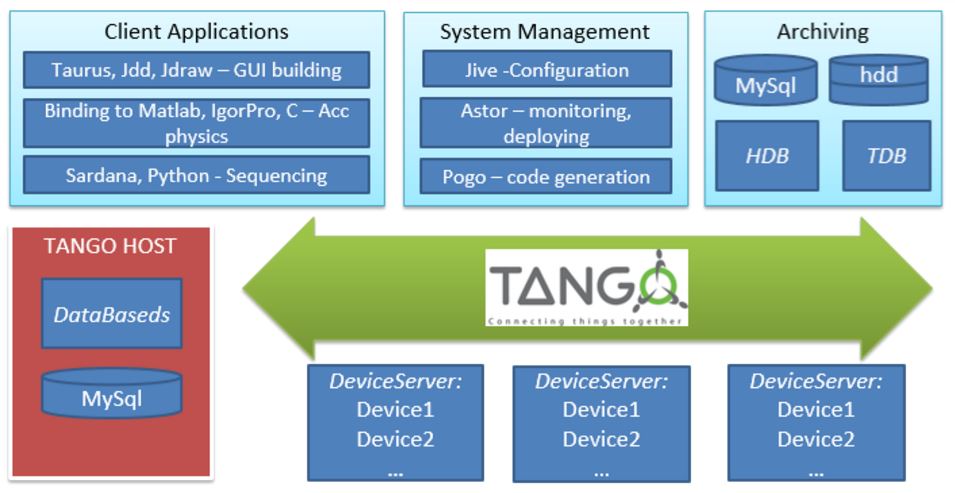 Client Applications
Taurus, Jdd, Jdraw – GUI building
Binding to Matlab, IgorPro, C – Acc
physics
Sardana, Python - Sequencing
System Management
Jive -Configuration
Astor – monitoring,
deploying
Pogo – code generation
Archiving
MySql
hdd
HDB
TDB
TANGO HOST
DataBaseds
MySql
TANGO
Connecting things together
DeviceServer:
Device1
Device2
...
DeviceServer:
Device1
Device2
...
DeviceServer:
Device1
Device2
...